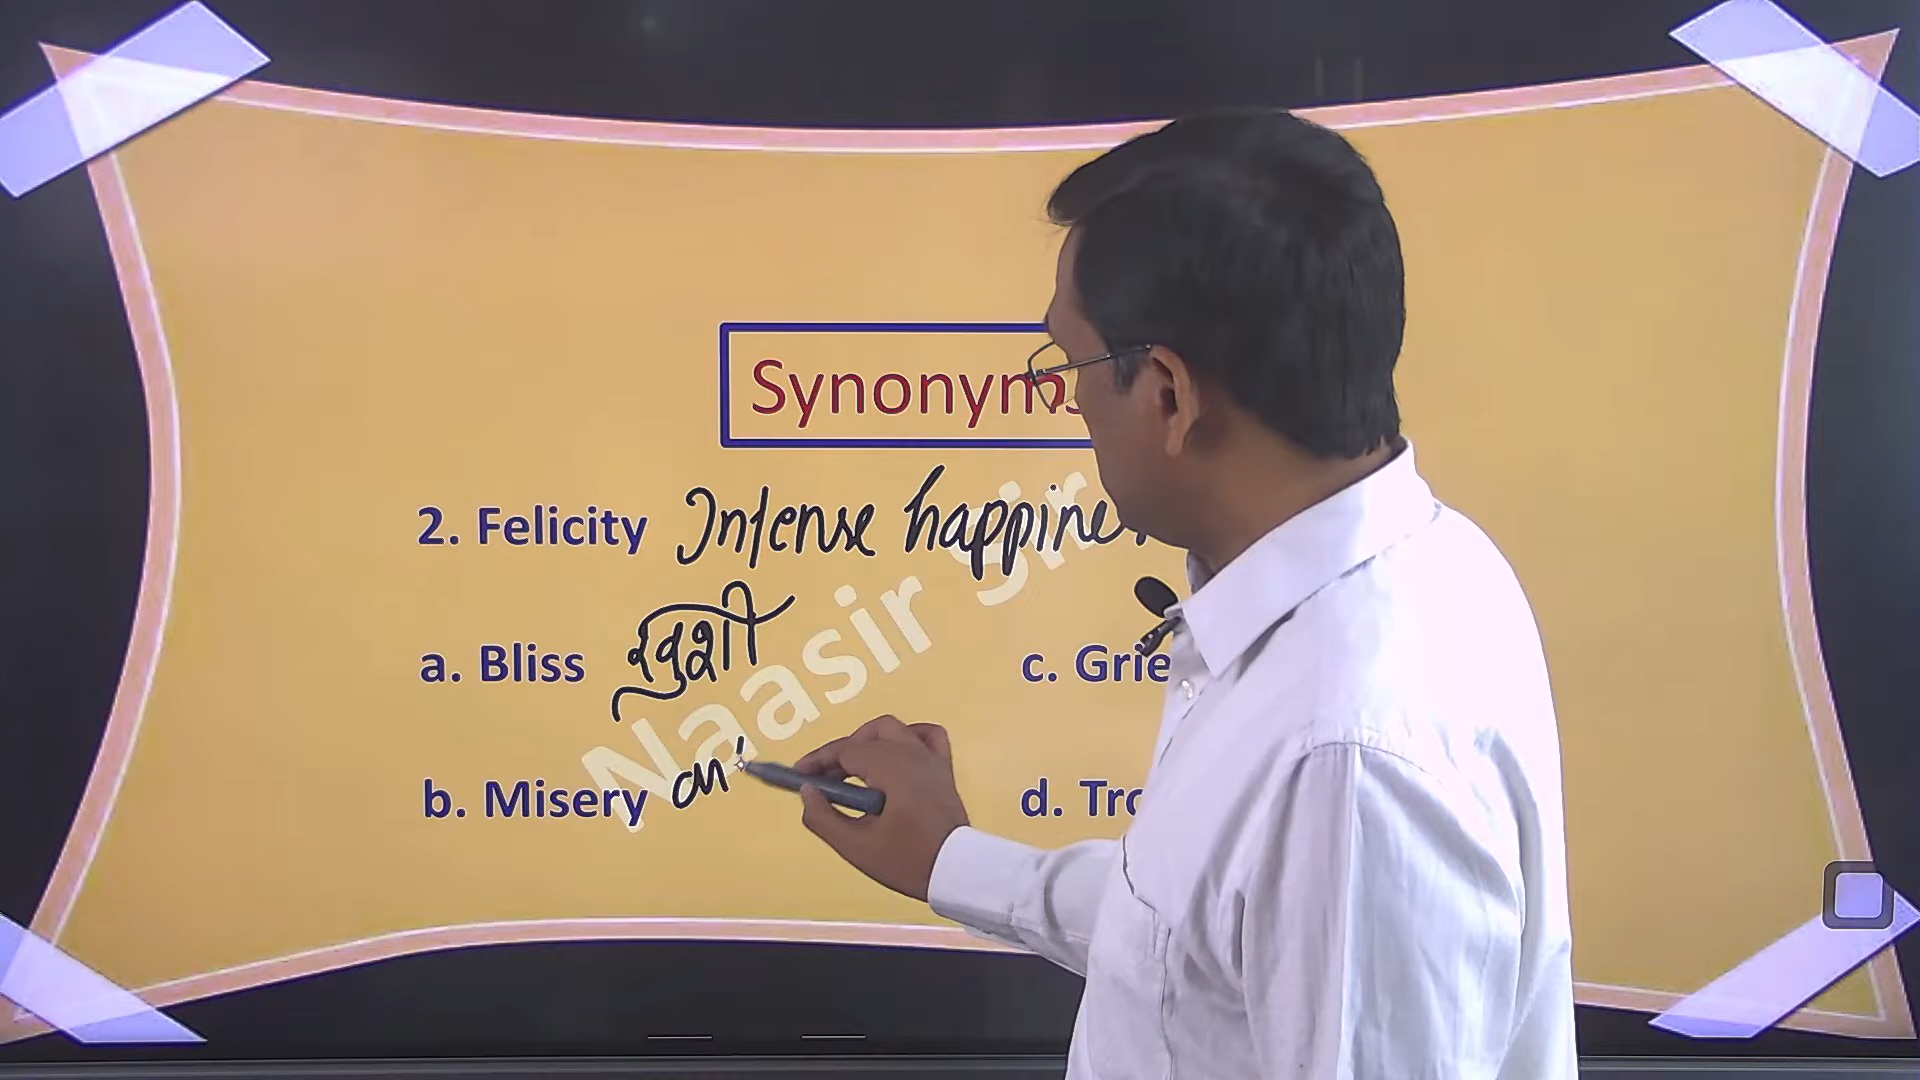 Synonyms
2. Felicity Intense happine
a. Bliss खुशी
c. Grie
b. Misery
d. Tro
Naasir Sir